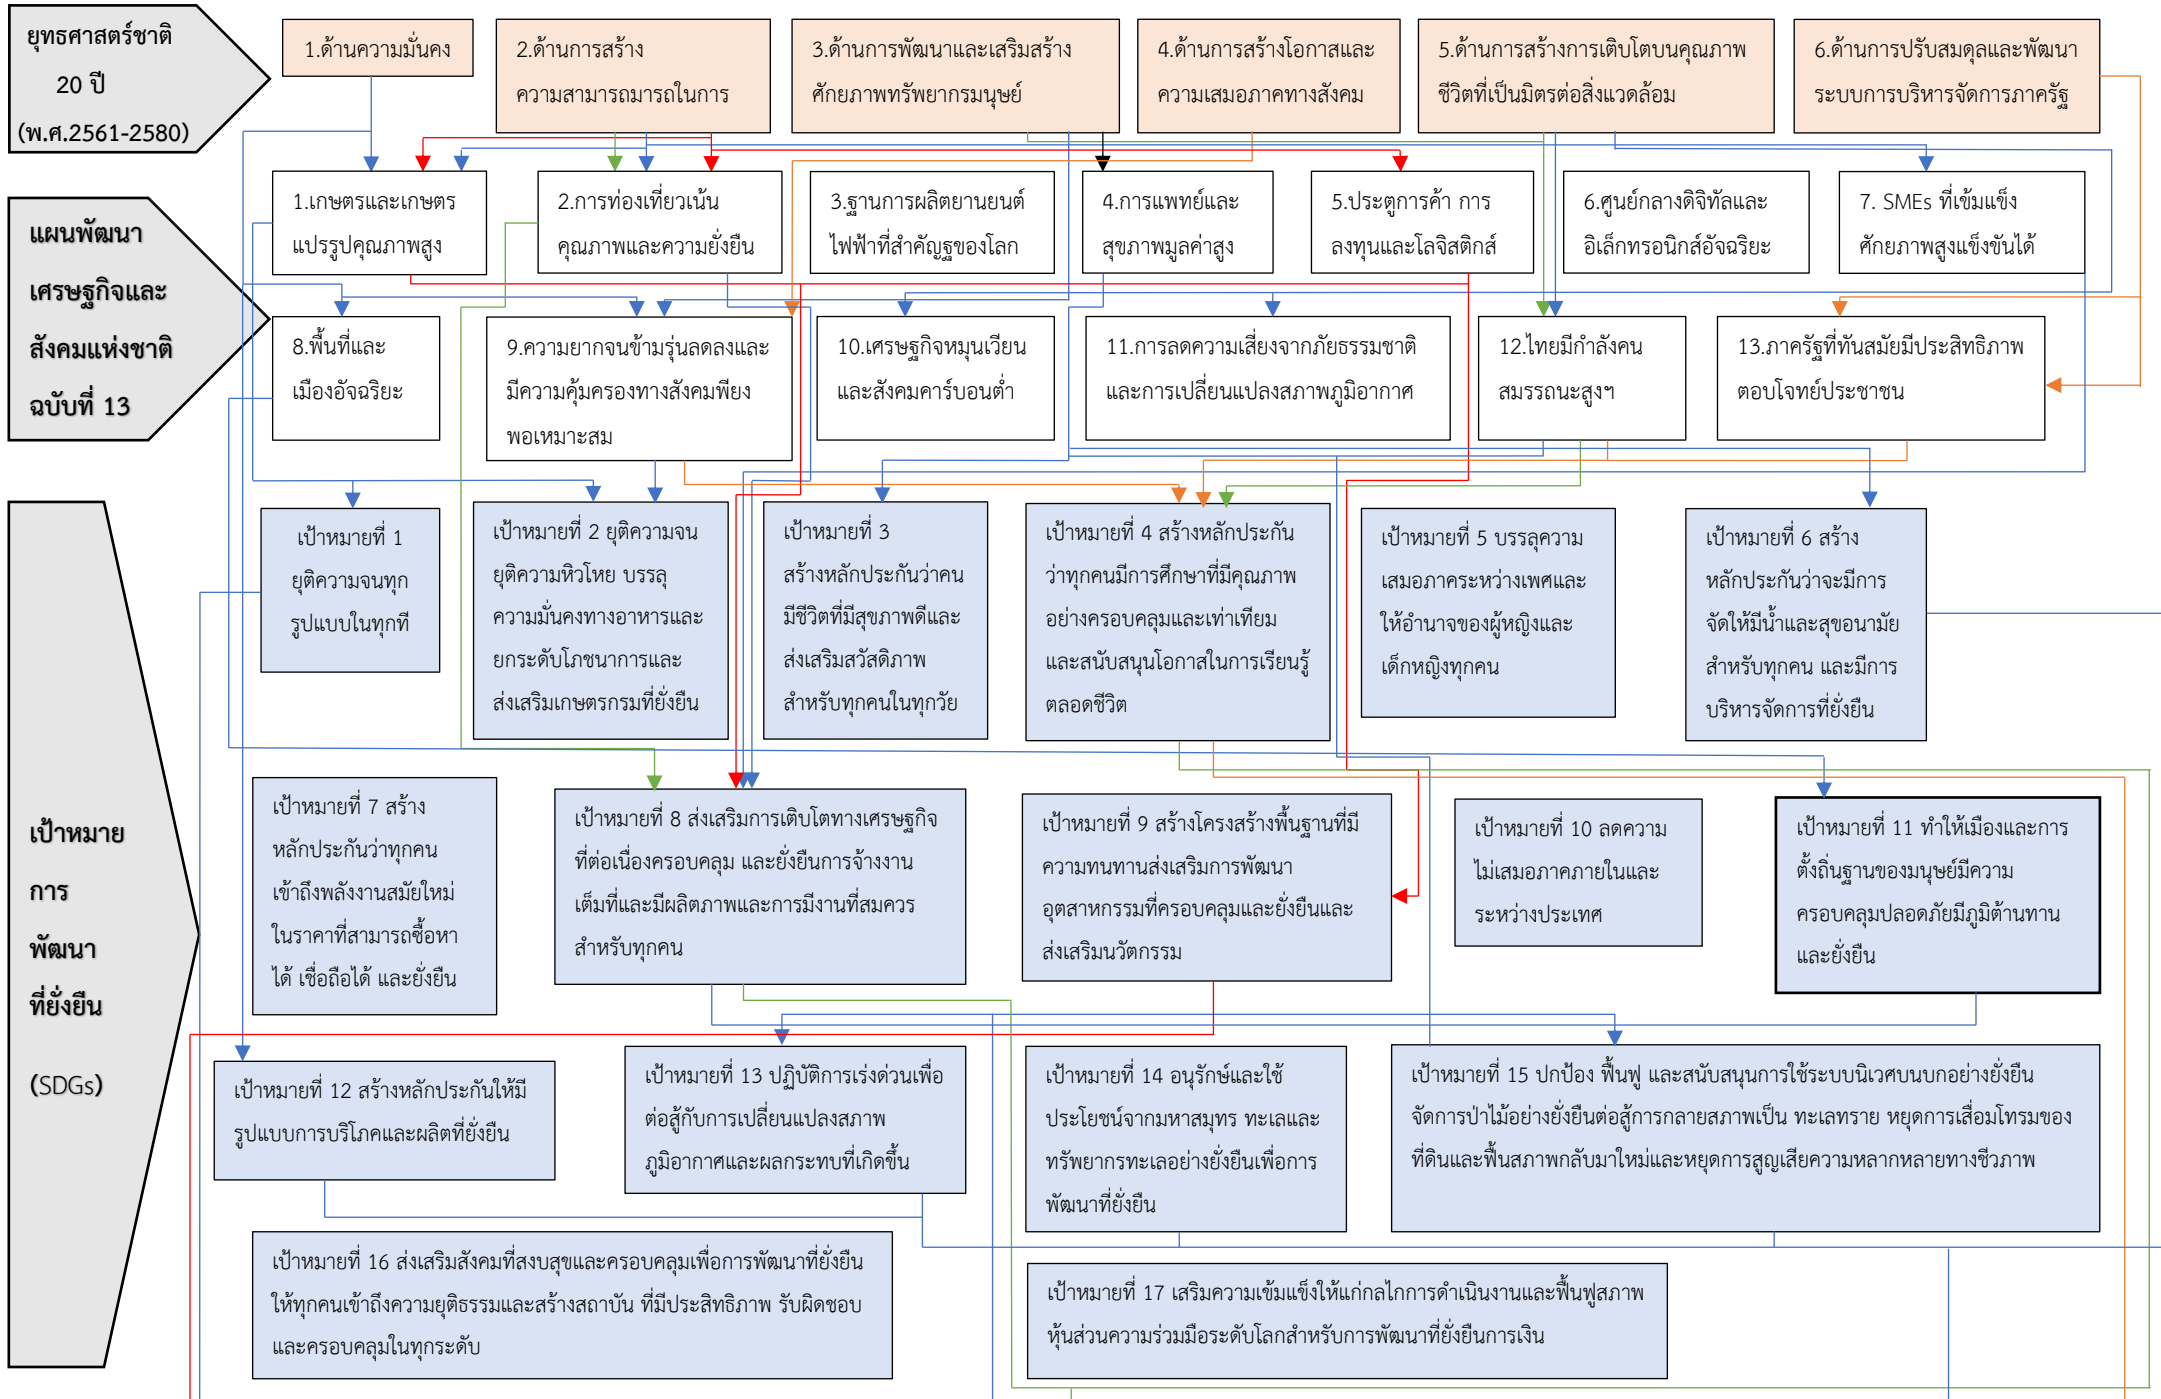 ยุทธศาสตร์ชาติ
20 ปี
(พ.ศ.2561-2580)
1.ด้านความมั่นคง
2.ด้านการสร้าง
ความสามารถมารถในการ
3.ด้านการพัฒนาและเสริมสร้าง
ศักยภาพทรัพยากรมนุษย์
4.ด้านการสร้างโอกาสและ
ความเสมอภาคทางสังคม
5.ด้านการสร้างการเติบโตบนคุณภาพ
ชีวิตที่เป็นมิตรต่อสิ่งแวดล้อม
6.ด้านการปรับสมดุลและพัฒนา
ระบบการบริหารจัดการภาครัฐ
แผนพัฒนา
เศรษฐกิจและ
สังคมแห่งชาติ
ฉบับที่ 13
1.เกษตรและเกษตร
แปรรูปคุณภาพสูง
2.การท่องเที่ยวเน้น
คุณภาพและความยั่งยืน
3.ฐานการผลิตยานยนต์
ไฟฟ้าที่สำคัญฐของโลก
4.การแพทย์และ
สุขภาพมูลค่าสูง
5.ประตูการค้า การ
ลงทุนและโลจิสติกส์
6.ศูนย์กลางดิจิทัลและ
อิเล็กทรอนิกส์อัจฉริยะ
7. SMEs ที่เข้มแข็ง
ศักยภาพสูงแข็งขันได้
8.พื้นที่และ
เมืองอัจฉริยะ
9.ความยากจนข้ามรุ่นลดลงและ
มีความคุ้มครองทางสังคมพียง
พอเหมาะสม
10.เศรษฐกิจหมุนเวียน
และสังคมคาร์บอนต่ำ
11.การลดความเสี่ยงจากภัยธรรมชาติ
และการเปลี่ยนแปลงสภาพภูมิอากาศ
12.ไทยมีกำลังคน
สมรรถนะสูงฯ
13.ภาครัฐที่ทันสมัยมีประสิทธิภาพ
ตอบโจทย์ประชาชน
เป้าหมาย
การ
พัฒนา
ที่ยั่งยืน
(SDGs)
เป้าหมายที่ 1
ยุติความจนทุก
รูปแบบในทุกที่
เป้าหมายที่ 2 ยุติความจน
ยุติความหิวโหย บรรลุ
ความมั่นคงทางอาหารและ
ยกระดับโภชนาการและ
ส่งเสริมเกษตรกรมที่ยั่งยืน
เป้าหมายที่ 3
สร้างหลักประกันว่าคน
มีชีวิตที่มีสุขภาพดีและ
ส่งเสริมสวัสดิภาพ
สำหรับทุกคนในทุกวัย
เป้าหมายที่ 4 สร้างหลักประกัน
ว่าทุกคนมีการศึกษาที่มีคุณภาพ
อย่างครอบคลุมและเท่าเทียม
และสนับสนุนโอกาสในการเรียนรู้
ตลอดชีวิต
เป้าหมายที่ 5 บรรลุความ
เสมอภาคระหว่างเพศและ
ให้อำนาจของผู้หญิงและ
เด็กหญิงทุกคน
เป้าหมายที่ 6 สร้าง
หลักประกันว่าจะมีการ
จัดให้มีน้ำและสุขอนามัย
สำหรับทุกคน และมีการ
บริหารจัดการที่ยั่งยืน
เป้าหมายที่ 7 สร้าง
หลักประกันว่าทุกคน
เข้าถึงพลังงานสมัยใหม่
ในราคาที่สามารถซื้อหา
ได้ เชื่อถือได้ และยั่งยืน
เป้าหมายที่ 8 ส่งเสริมการเติบโตทางเศรษฐกิจ
ที่ต่อเนื่องครอบคลุม และยั่งยืนการจ้างงาน
เต็มที่และมีผลิตภาพและการมีงานที่สมควร
สำหรับทุกคน
เป้าหมายที่ 9 สร้างโครงสร้างพื้นฐานที่มี
ความทนทานส่งเสริมการพัฒนา
อุตสาหกรรมที่ครอบคลุมและยั่งยืนและ
ส่งเสริมนวัตกรรม
เป้าหมายที่ 10 ลดความ
ไม่เสมอภาคภายในและ
ระหว่างประเทศ
เป้าหมายที่ 11 ทำให้เมืองและการ
ตั้งถิ่นฐานของมนุษย์มีความ
ครอบคลุมปลอดภัยมีภูมิต้านทาน
และยั่งยืน
เป้าหมายที่ 12 สร้างหลักประกันให้มี
รูปแบบการบริโภคและผลิตที่ยั่งยืน
เป้าหมายที่ 13 ปฏิบัติการเร่งด่วนเพื่อ
ต่อสู้กับการเปลี่ยนแปลงสภาพ
ภูมิอากาศและผลกระทบที่เกิดขึ้น
เป้าหมายที่ 14 อนุรักษ์และใช้
ประโยชน์จากมหาสมุทร ทะเลและ
ทรัพยากรทะเลอย่างยั่งยืนเพื่อการ
พัฒนาที่ยั่งยืน
เป้าหมายที่ 15 ปกป้อง ฟื้นฟู และสนับสนุนการใช้ระบบนิเวศบนบกอย่างยั่งยืน
จัดการป่าไม้อย่างยั่งยืนต่อสู้การกลายสภาพเป็น ทะเลทราย หยุดการเสื่อมโทรมของ
ที่ดินและฟื้นสภาพกลับมาใหม่และหยุดการสูญเสียความหลากหลายทางชีวภาพ
เป้าหมายที่ 16 ส่งเสริมสังคมที่สงบสุขและครอบคลุมเพื่อการพัฒนาที่ยั่งยืน
ให้ทุกคนเข้าถึงความยุติธรรมและสร้างสถาบัน ที่มีประสิทธิภาพ รับผิดชอบ
และครอบคลุมในทุกระดับ
เป้าหมายที่ 17 เสริมความเข้มแข็งให้แก่กลไกการดำเนินงานและฟื้นฟูสภาพ
หุ้นส่วนความร่วมมือระดับโลกสำหรับการพัฒนาที่ยั่งยืนการเงิน